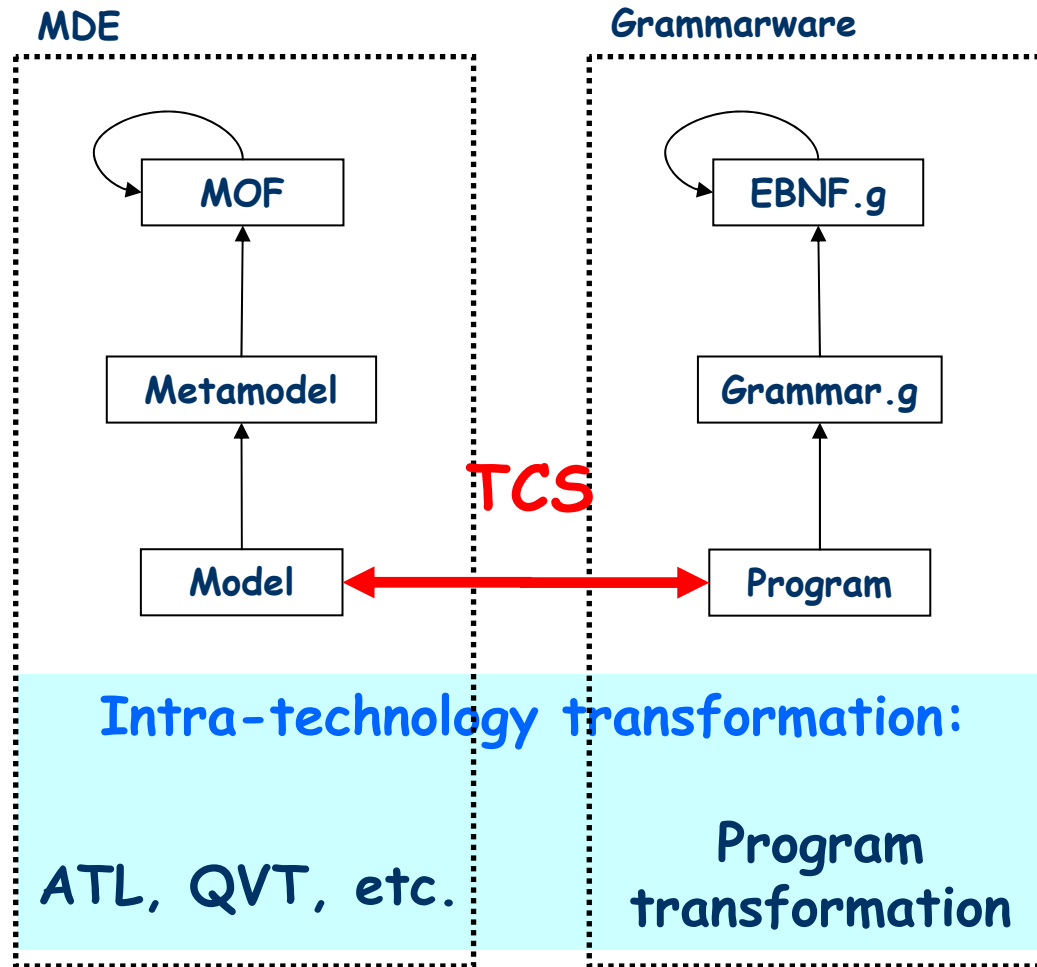 MDE
Grammarware
MOF
EBNF.g
Metamodel
Grammar.g
TCS
Model
Program
Intra-technology transformation:
ATL, QVT, etc.
Program
transformation